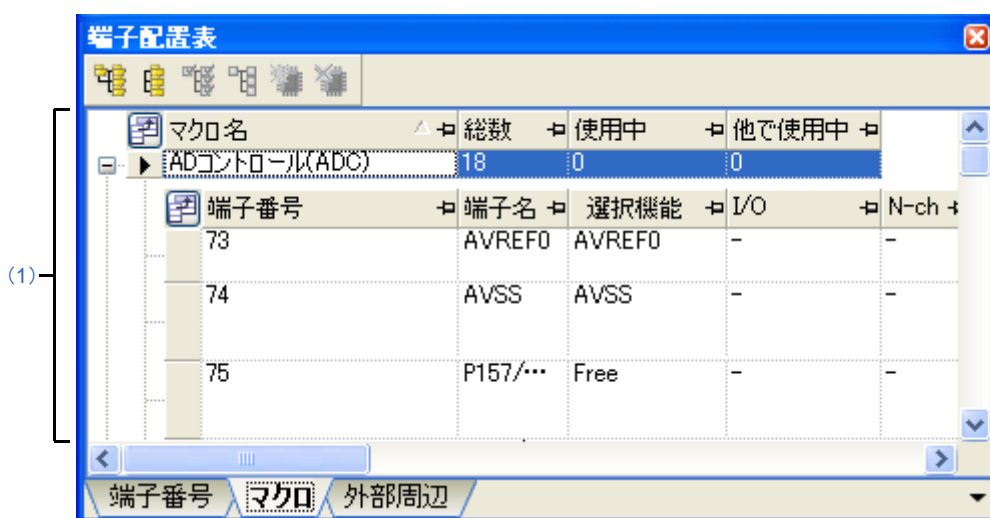 端子配置表
マクロ名 総数 使用中 他で使用中
ADコントロール(ADC) 18 0 0
端子番号 端子名 選択機能 I/O N-ch
73 AVREF0 AVREF0 - -
(1)
74 AVSS AVSS - -
75 P157/… Free - -
端子番号 マクロ 外部周辺